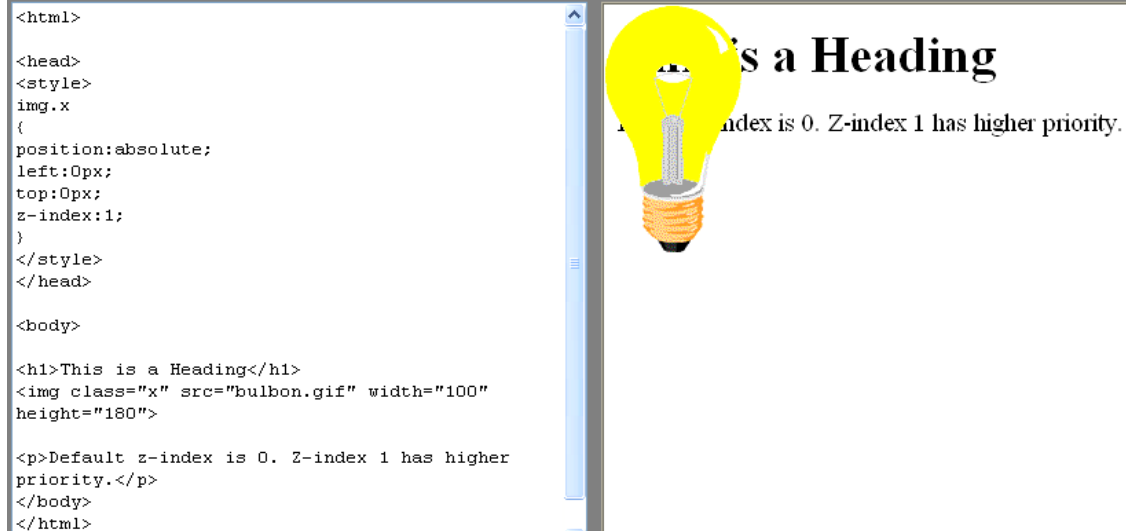 <html>
<head>
<style>
img.x
{
position:absolute;
left:0px;
top:0px;
z-index:1;
}
</style>
</head>
<body>
<h1>This is a Heading</h1>
<img class="x" src="bulbon.gif" width="100"
height="180">
<p>Default z-index is 0. Z-index 1 has higher
priority.</p>
</body>
</html>
is a Heading
index is 0. Z-index 1 has higher priority.